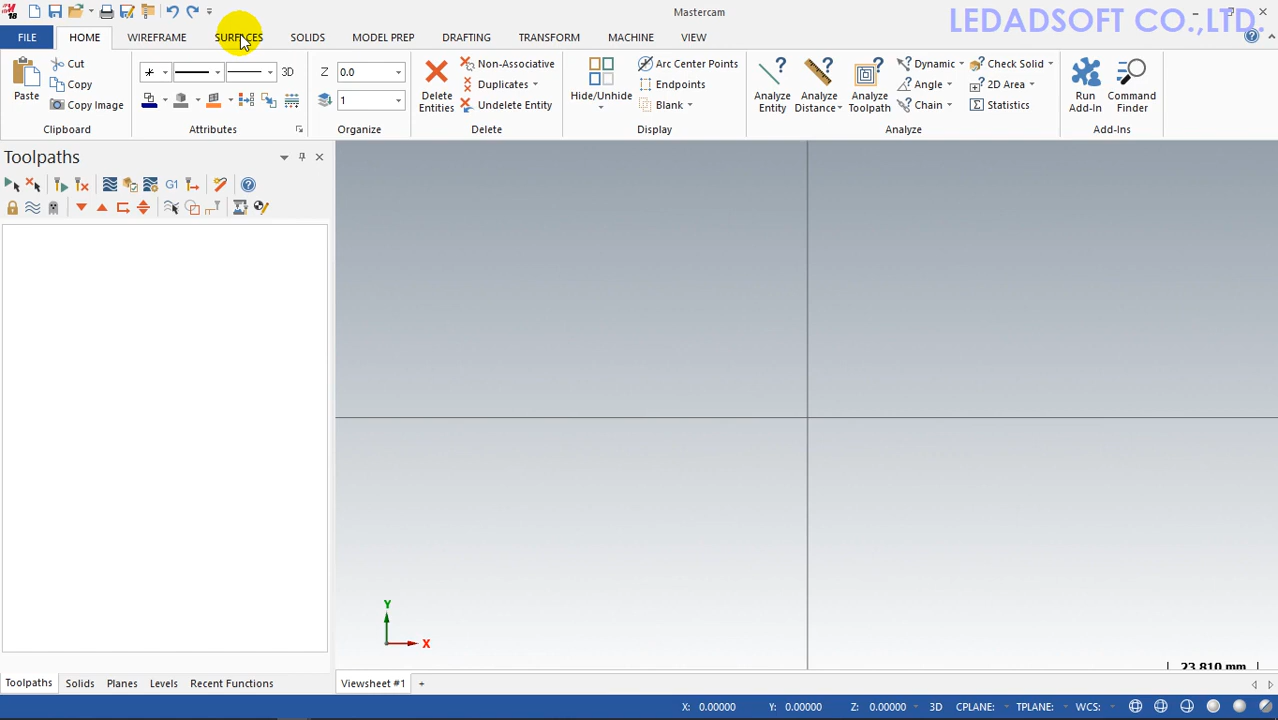 Mastercam
LEDADSOFT CO.,LTD.
FILE HOME WIREFRAME SURFACES SOLIDS MODEL PREP DRAFTING TRANSFORM MACHINE VIEW
Paste
Cut
Copy
Copy Image
Clipboard
3D
Attributes
Z 0.0
1
Organize
Delete Entities
Non-Associative
Duplicates
Undelete Entity
Delete
Hide/Unhide
Arc Center Points
Endpoints
Blank
Display
Analyze Entity
Analyze Distance
Analyze Toolpath
Dynamic
Angle
Chain
Check Solid
2D Area
Statistics
Analyze
Run Add-In
Command Finder
Add-Ins
Toolpaths
G1
Y
X
23.810 mm
Toolpaths Solids Planes Levels Recent Functions
Viewsheet #1 +
X: 0.00000 Y: 0.00000 Z: 0.00000 3D CPLANE: TPLANE: WCS: